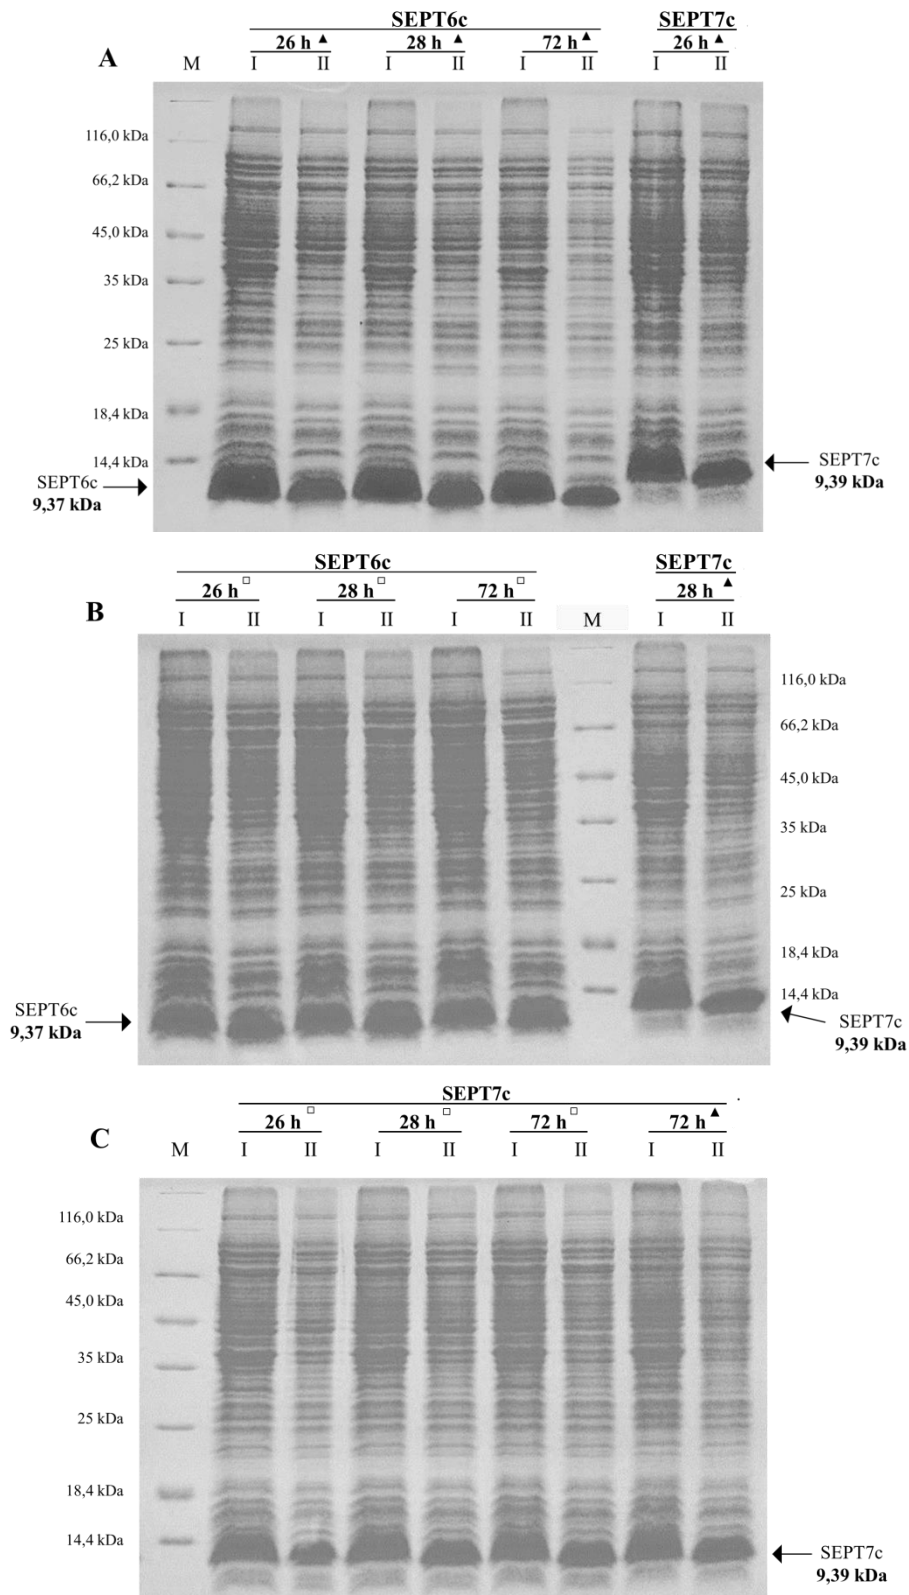 SEPT6c SEPT7c
26 h ▲ 28 h ▲ 72 h ▲ 26 h ▲
A M I II I II I II I II
116,0 kDa
66,2 kDa
45,0 kDa
35 kDa
25 kDa
18,4 kDa
14,4 kDa
SEPT6c
9,37 kDa
SEPT7c
9,39 kDa
SEPT6c SEPT7c
26 h □ 28 h □ 72 h □ 28 h ▲
B I II I II I II M I II
116,0 kDa
66,2 kDa
45,0 kDa
35 kDa
25 kDa
18,4 kDa
14,4 kDa
SEPT6c
9,37 kDa
SEPT7c
9,39 kDa
SEPT7c
26 h □ 28 h □ 72 h □ 72 h ▲
C M I II I II I II I II
116,0 kDa
66,2 kDa
45,0 kDa
35 kDa
25 kDa
18,4 kDa
14,4 kDa
SEPT7c
9,39 kDa